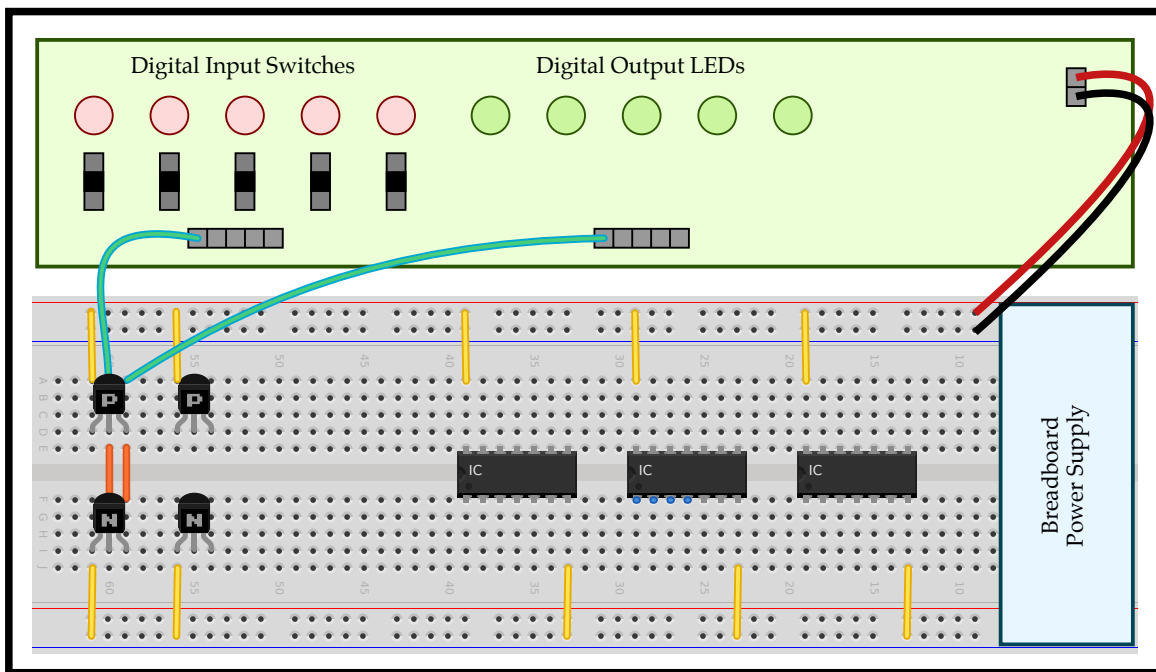 Digital Input Switches
Digital Output LEDs
60 55 50 45 40 35 30 25 20 15 10
A
B
C
D
E
P P
IC IC IC
F
G
H
I
J
N N
60 55 50 45 40 35 30 25 20 15 10
Breadboard
Power Supply